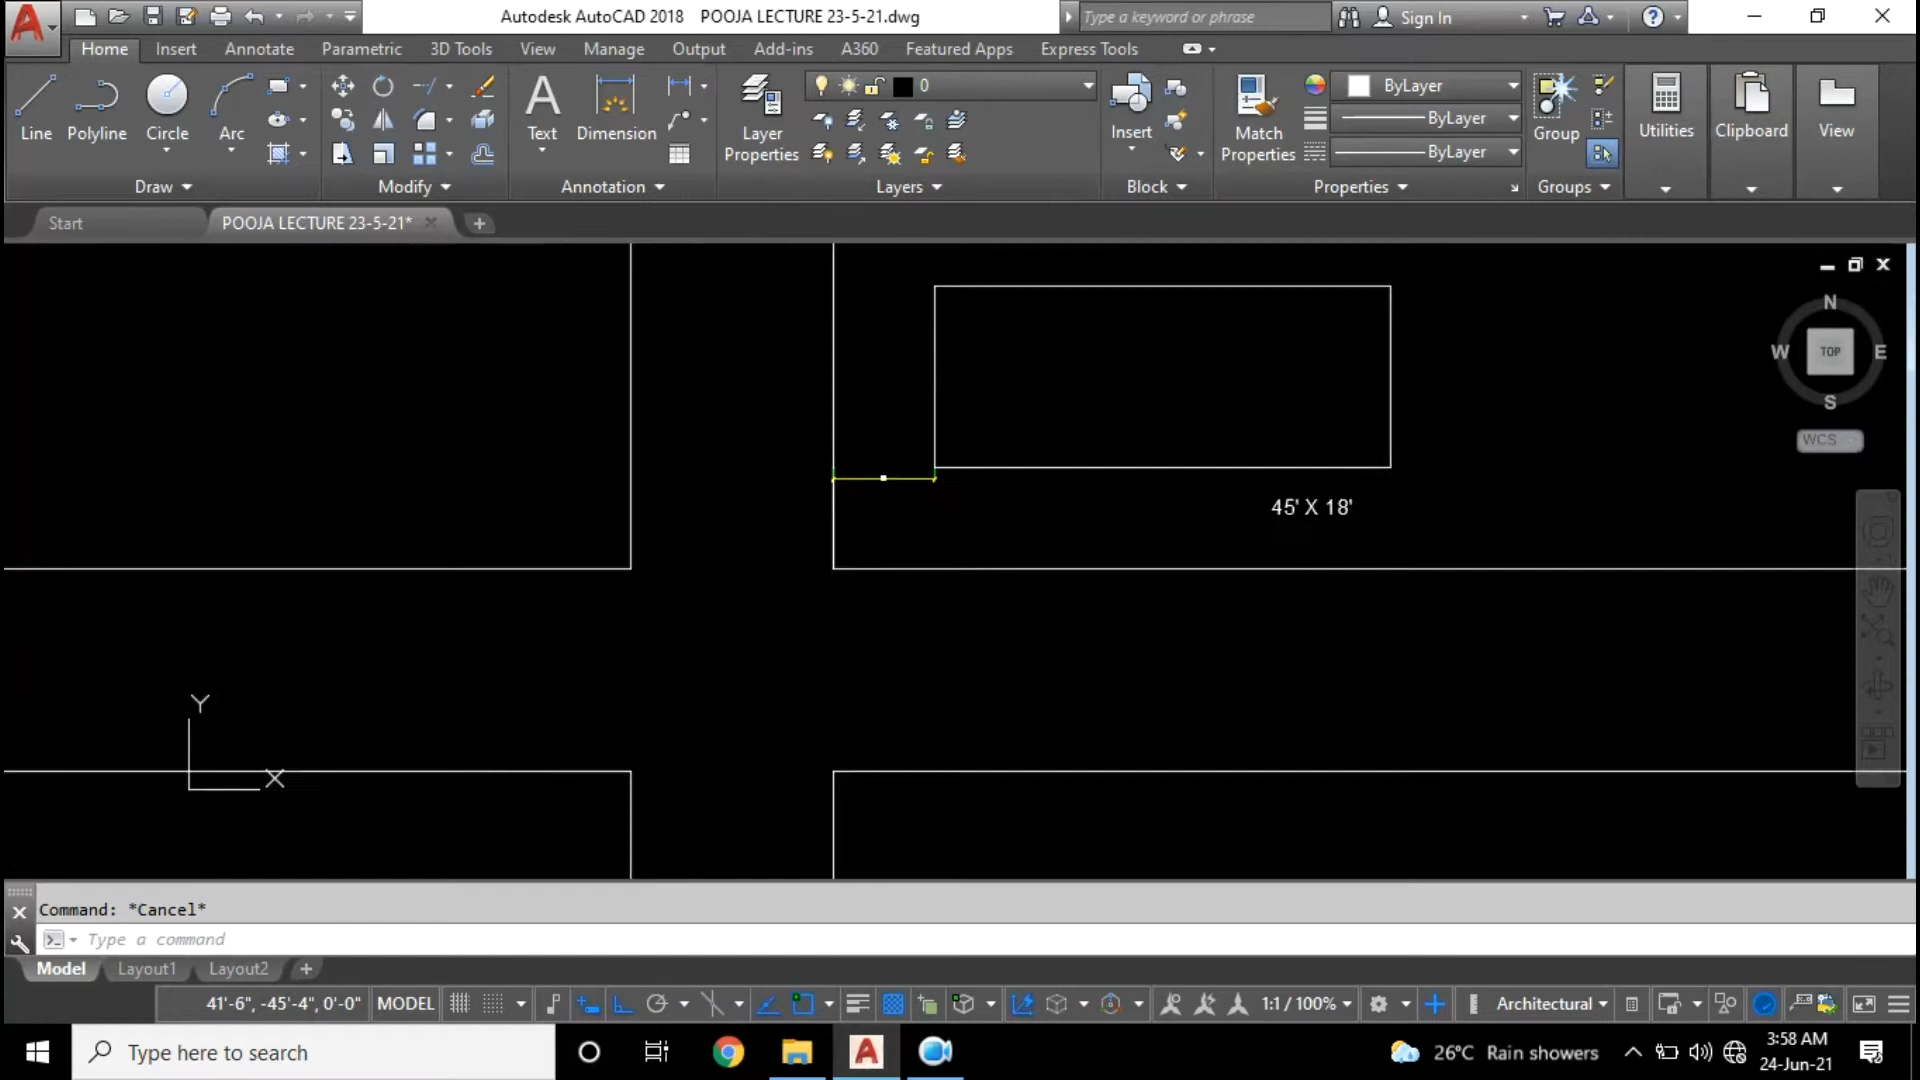 Autodesk AutoCAD 2018 POOJA LECTURE 23-5-21.dwg
Type a keyword or phrase
Sign In
Home Insert Annotate Parametric 3D Tools View Manage Output Add-ins A360 Featured Apps Express Tools
0
ByLayer
ByLayer
ByLayer
Line Polyline Circle Arc
Text Dimension
Layer Properties
Insert
Match Properties
Group
Utilities
Clipboard
View
Draw
Modify
Annotation
Layers
Block
Properties
Groups
Start
POOJA LECTURE 23-5-21*
N
W
TOP
E
S
WCS
45' X 18'
Y
X
Command: *Cancel*
Type a command
Model Layout1 Layout2
41'-6", -45'-4", 0'-0" MODEL
1:1 / 100%
Architectural
Type here to search
26°C Rain showers
3:58 AM
24-Jun-21